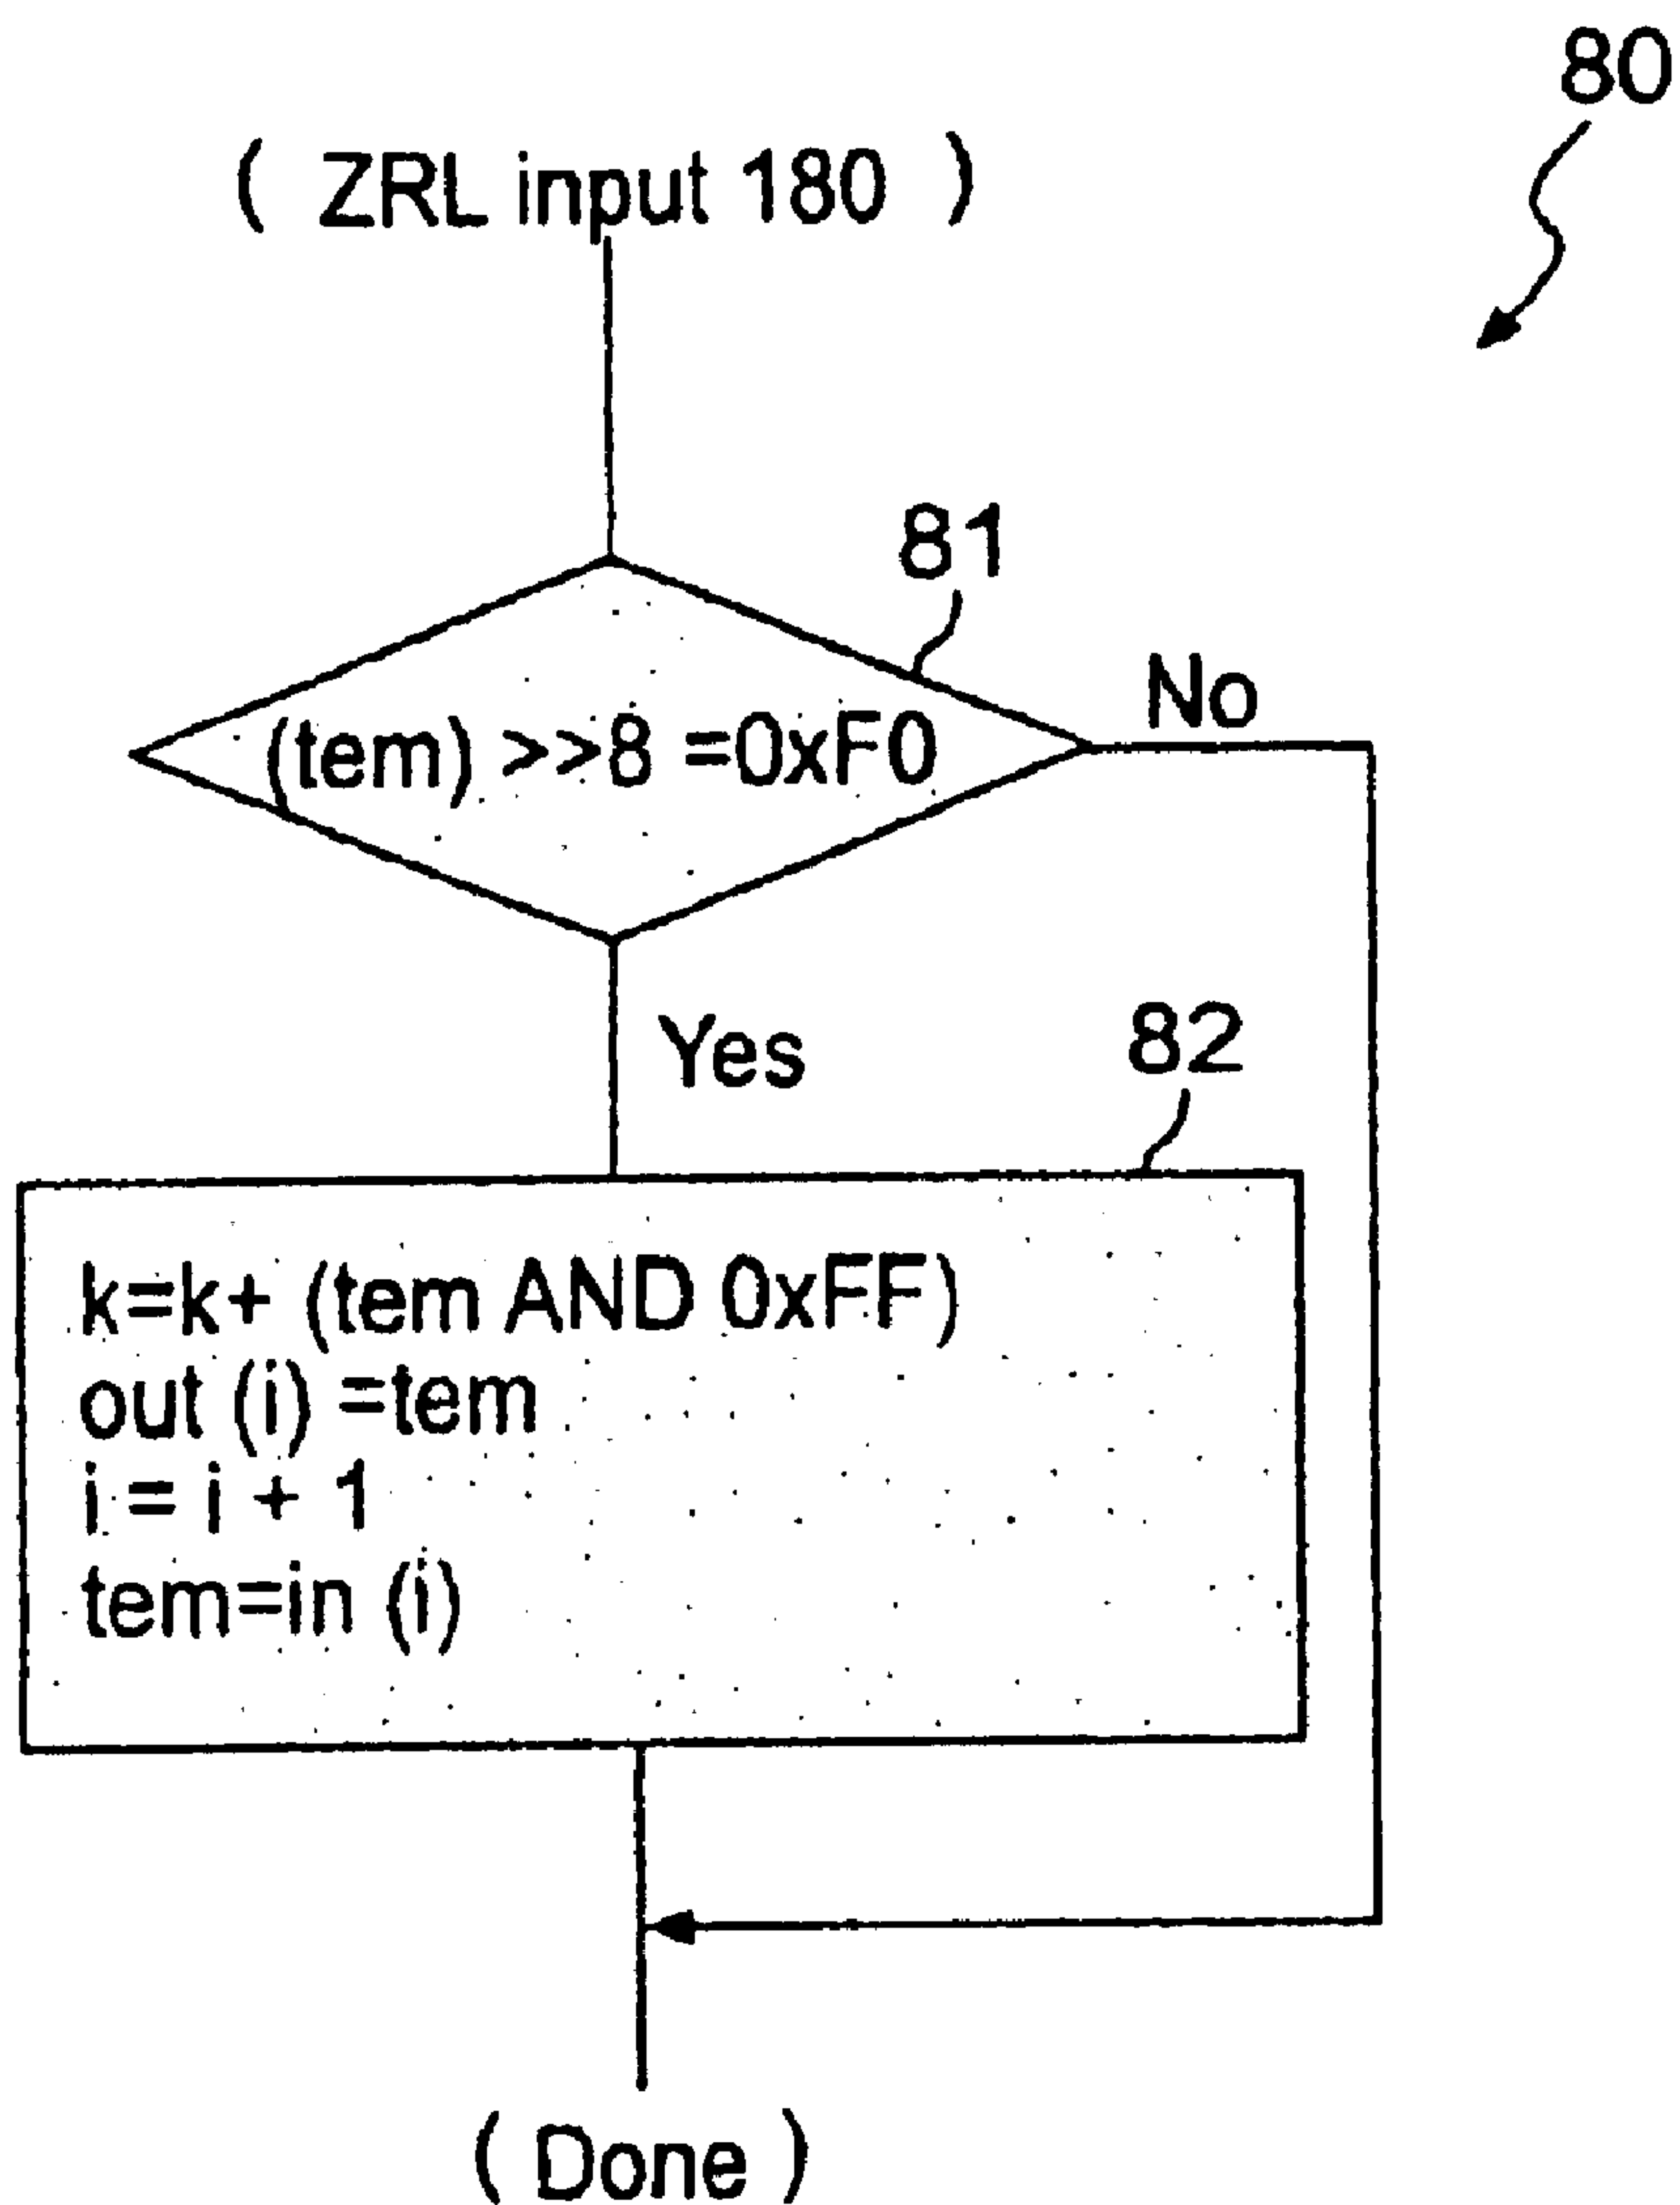 80
( ZRL input 180 )
81
(tem) >>8 =0xF0
No
Yes
82
k=k+ (tem AND 0xFF)
out (i) =tem
i = i + 1
tem=in (i)
( Done )